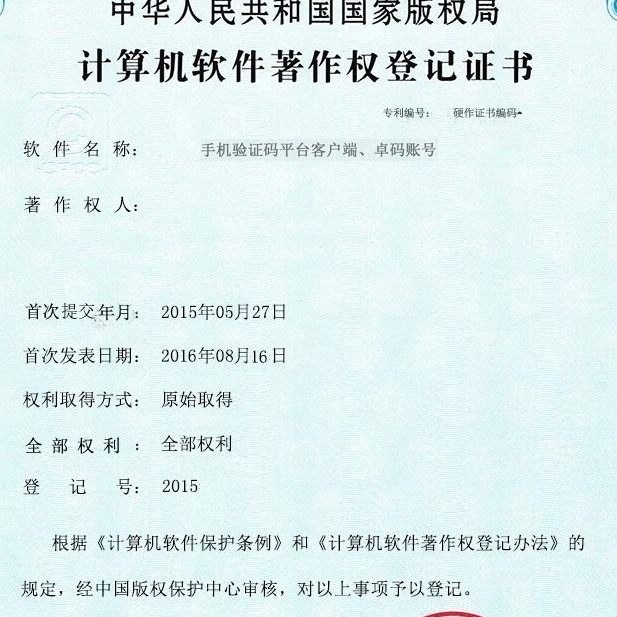 中华人民共和国国家版权局
计算机软件著作权登记证书
专利编号： 硬作证书编码
软件名称： 手机验证码平台客户端、卓码账号
著作权人：
首次提交年月： 2015年05月27日
首次发表日期： 2016年08月16日
权利取得方式： 原始取得
全部权利： 全部权利
登记号： 2015
根据《计算机软件保护条例》和《计算机软件著作权登记办法》的
规定，经中国版权保护中心审核，对以上事项予以登记。